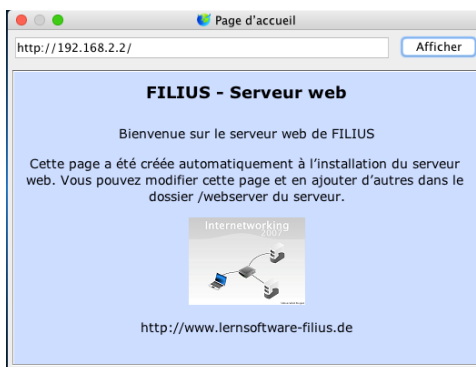 Page d'accueil
http://192.168.2.2/
Afficher
FILIUS - Serveur web
Bienvenue sur le serveur web de FILIUS
Cette page a été créée automatiquement à l'installation du serveur
web. Vous pouvez modifier cette page et en ajouter d'autres dans le
dossier /webserver du serveur.
Internetworking
2007
http://www.lernsoftware-filius.de